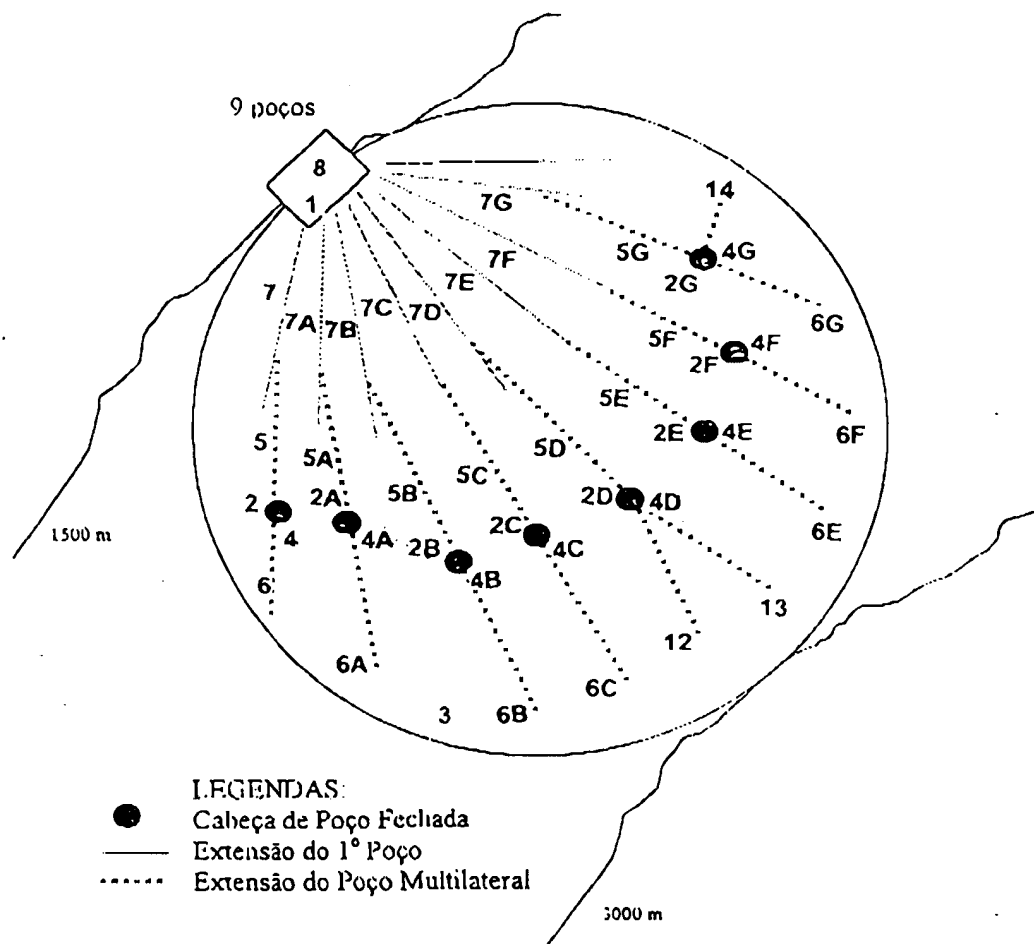 9 poços
8
1
14
7G
5G
4G
2G
7F
6G
7E
7
7C
7D
7A
7B
5F
4F
2F
5E
2E
4E
6F
5
5A
5D
5C
5B
2A
2
2D
4D
2C
4
4A
2B
4C
4B
6E
1500 m
6
13
12
6A
6C
3
6B
LEGENDAS:
Cabeça de Poço Fechada
Extensão do 1° Poço
Extensão do Poço Multilateral
3000 m